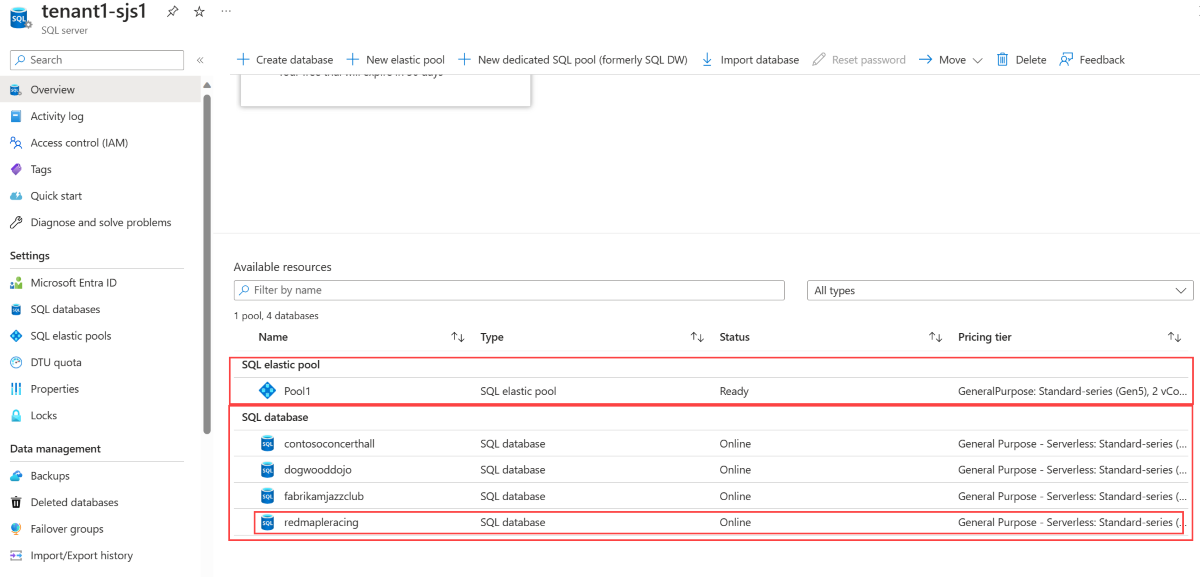 tenant1-sjs1
SQL server
Search
Create database New elastic pool New dedicated SQL pool (formerly SQL DW) Import database Reset password Move Delete Feedback
Overview
Activity log
Access control (IAM)
Tags
Quick start
Diagnose and solve problems
Settings
Microsoft Entra ID
SQL databases
SQL elastic pools
DTU quota
Properties
Locks
Data management
Backups
Deleted databases
Failover groups
Import/Export history
Available resources
Filter by name All types
1 pool, 4 databases
Name Type Status Pricing tier
SQL elastic pool
Pool1 SQL elastic pool Ready GeneralPurpose: Standard-series (Gen5), 2 vCo...
SQL database
contosoconcerthall SQL database Online General Purpose - Serverless: Standard-series (...
dogwooddojo SQL database Online General Purpose - Serverless: Standard-series (...
fabrikamjazzclub SQL database Online General Purpose - Serverless: Standard-series (...
redmapleracing SQL database Online General Purpose - Serverless: Standard-series (...